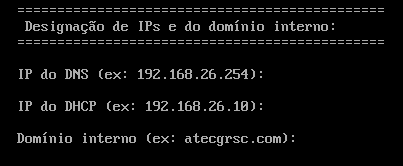 ==============================================
Designação de IPs e do domínio interno:
==============================================
IP do DNS (ex: 192.168.26.254):
IP do DHCP (ex: 192.168.26.10):
Domínio interno (ex: atecgrsc.com):